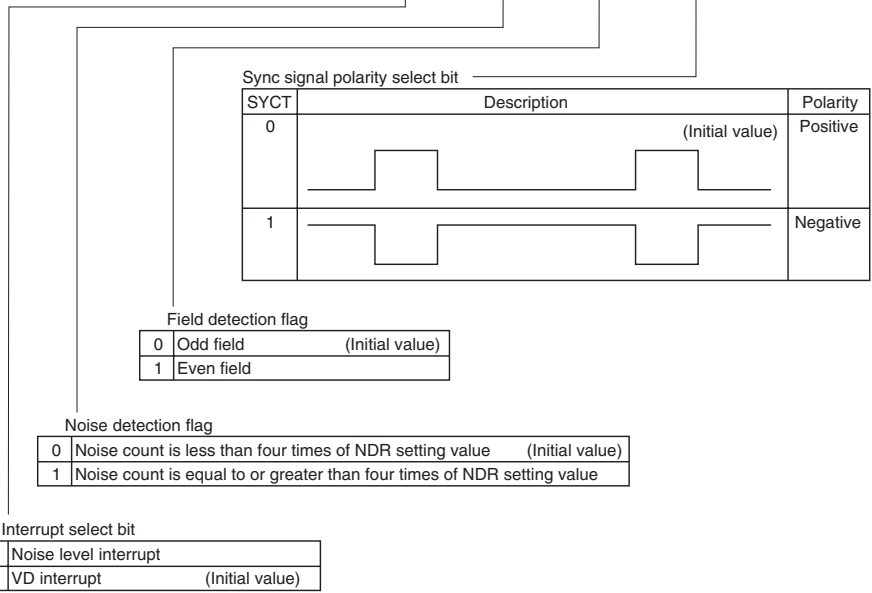 Sync signal polarity select bit
SYCT Description Polarity
0 (Initial value) Positive
1 Negative
Field detection flag
0 Odd field (Initial value)
1 Even field
Noise detection flag
0 Noise count is less than four times of NDR setting value (Initial value)
1 Noise count is equal to or greater than four times of NDR setting value
Interrupt select bit
Noise level interrupt
VD interrupt (Initial value)